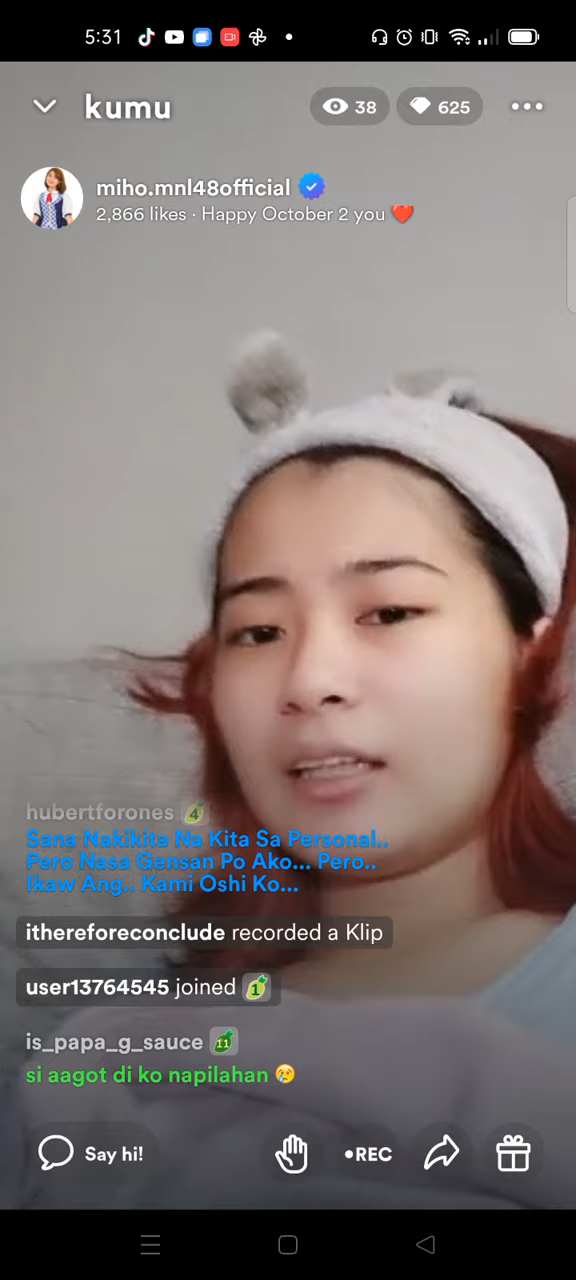 5:31
kumu
38
625
miho.mnl48official
2,866 likes · Happy October 2 you ❤️
hubertforones 4
Sana Nakikita Na Kita Sa Personal..
Pero Nasa Gensan Po Ako... Pero..
Ikaw Ang.. Kami Oshi Ko...
ithereforeconclude recorded a Klip
user13764545 joined 1
is_papa_g_sauce 11
si aagot di ko napilahan 😢
Say hi!
•REC